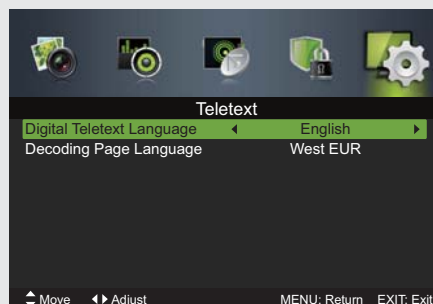 Teletext
Digital Teletext Language English
Decoding Page Language West EUR
Move Adjust MENU: Return EXIT: Exit